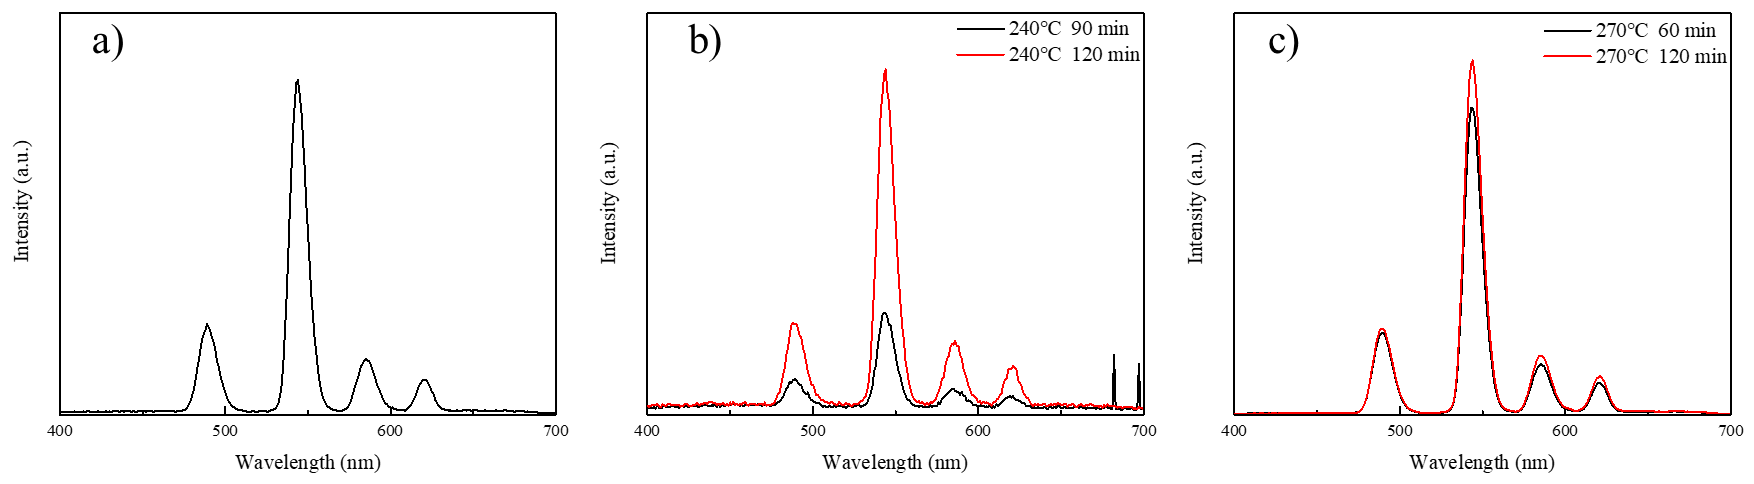 a)
Intensity (a.u.)
400 500 600 700
Wavelength (nm)
b)
240°C 90 min
240°C 120 min
Intensity (a.u.)
400 500 600 700
Wavelength (nm)
c)
270°C 60 min
270°C 120 min
Intensity (a.u.)
400 500 600 700
Wavelength (nm)